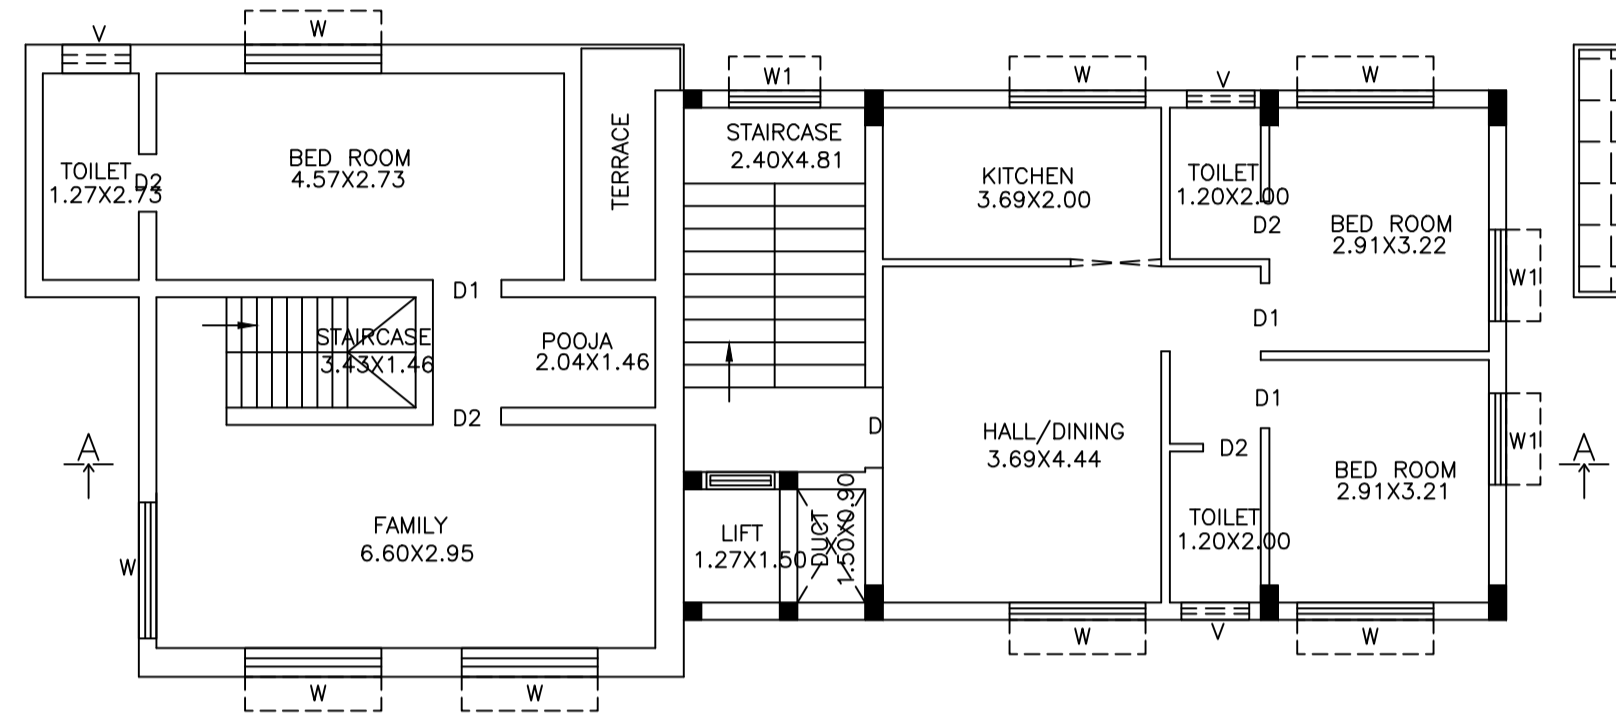 V
W
W1
W
V
W
TOILET
1.27X2.73
D2
BED ROOM
4.57X2.73
TERRACE
STAIRCASE
2.40X4.81
KITCHEN
3.69X2.00
TOILET
1.20X2.00
D2
BED ROOM
2.91X3.22
W1
D1
STAIRCASE
3.43X1.46
POOJA
2.04X1.46
D1
D2
D1
W1
A
D
HALL/DINING
3.69X4.44
D2
BED ROOM
2.91X3.21
A
FAMILY
6.60X2.95
W
LIFT
1.27X1.50
DUCT
1.50X0.90
X
TOILET
1.20X2.00
W
W
W
V
W